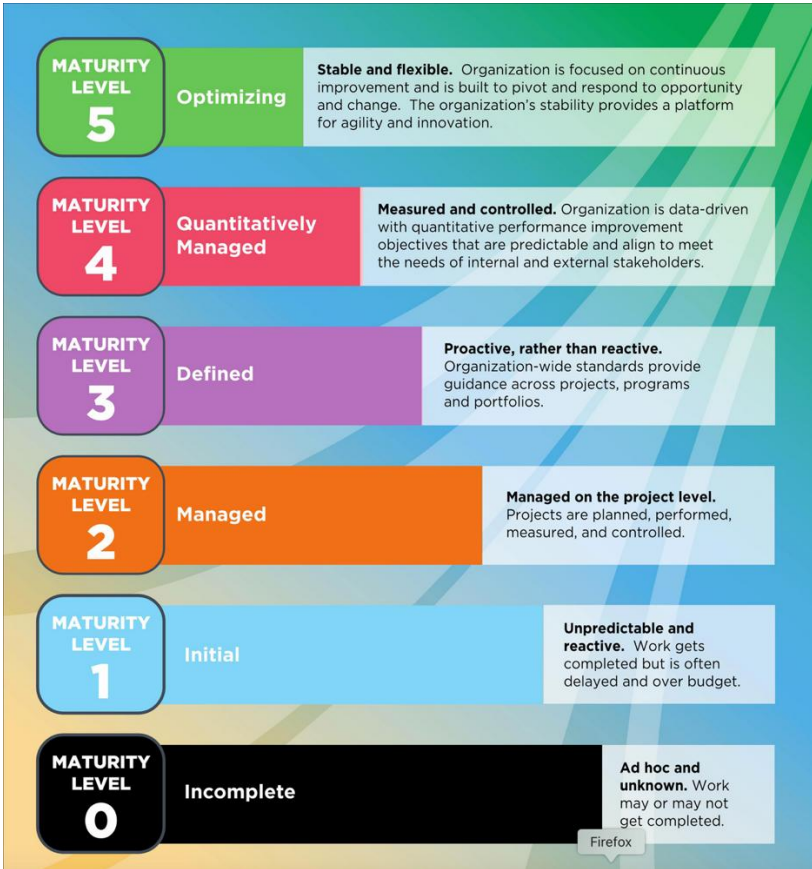 MATURITY
LEVEL
5
Optimizing
Stable and flexible. Organization is focused on continuous
improvement and is built to pivot and respond to opportunity
and change. The organization's stability provides a platform
for agility and innovation.
MATURITY
LEVEL
4
Quantitatively
Managed
Measured and controlled. Organization is data-driven
with quantitative performance improvement
objectives that are predictable and align to meet
the needs of internal and external stakeholders.
MATURITY
LEVEL
3
Defined
Proactive, rather than reactive.
Organization-wide standards provide
guidance across projects, programs
and portfolios.
MATURITY
LEVEL
2
Managed
Managed on the project level.
Projects are planned, performed,
measured, and controlled.
MATURITY
LEVEL
1
Initial
Unpredictable and
reactive. Work gets
completed but is often
delayed and over budget.
MATURITY
LEVEL
0
Incomplete
Ad hoc and
unknown. Work
may or may not
get completed.
Firefox